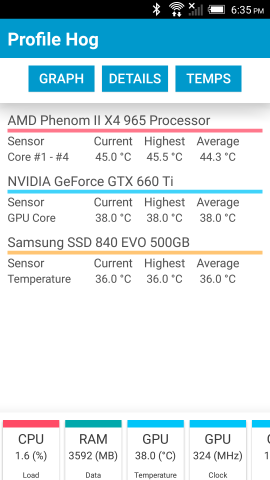 6:35 PM
Profile Hog
GRAPH DETAILS TEMPS
AMD Phenom II X4 965 Processor
Sensor Current Highest Average
Core #1 - #4 45.0 °C 45.5 °C 44.3 °C
NVIDIA GeForce GTX 660 Ti
Sensor Current Highest Average
GPU Core 38.0 °C 38.0 °C 38.0 °C
Samsung SSD 840 EVO 500GB
Sensor Current Highest Average
Temperature 36.0 °C 36.0 °C 36.0 °C
CPU RAM GPU GPU
1.6 (%) 3592 (MB) 38.0 (°C) 324 (MHz)
Load Data Temperature Clock